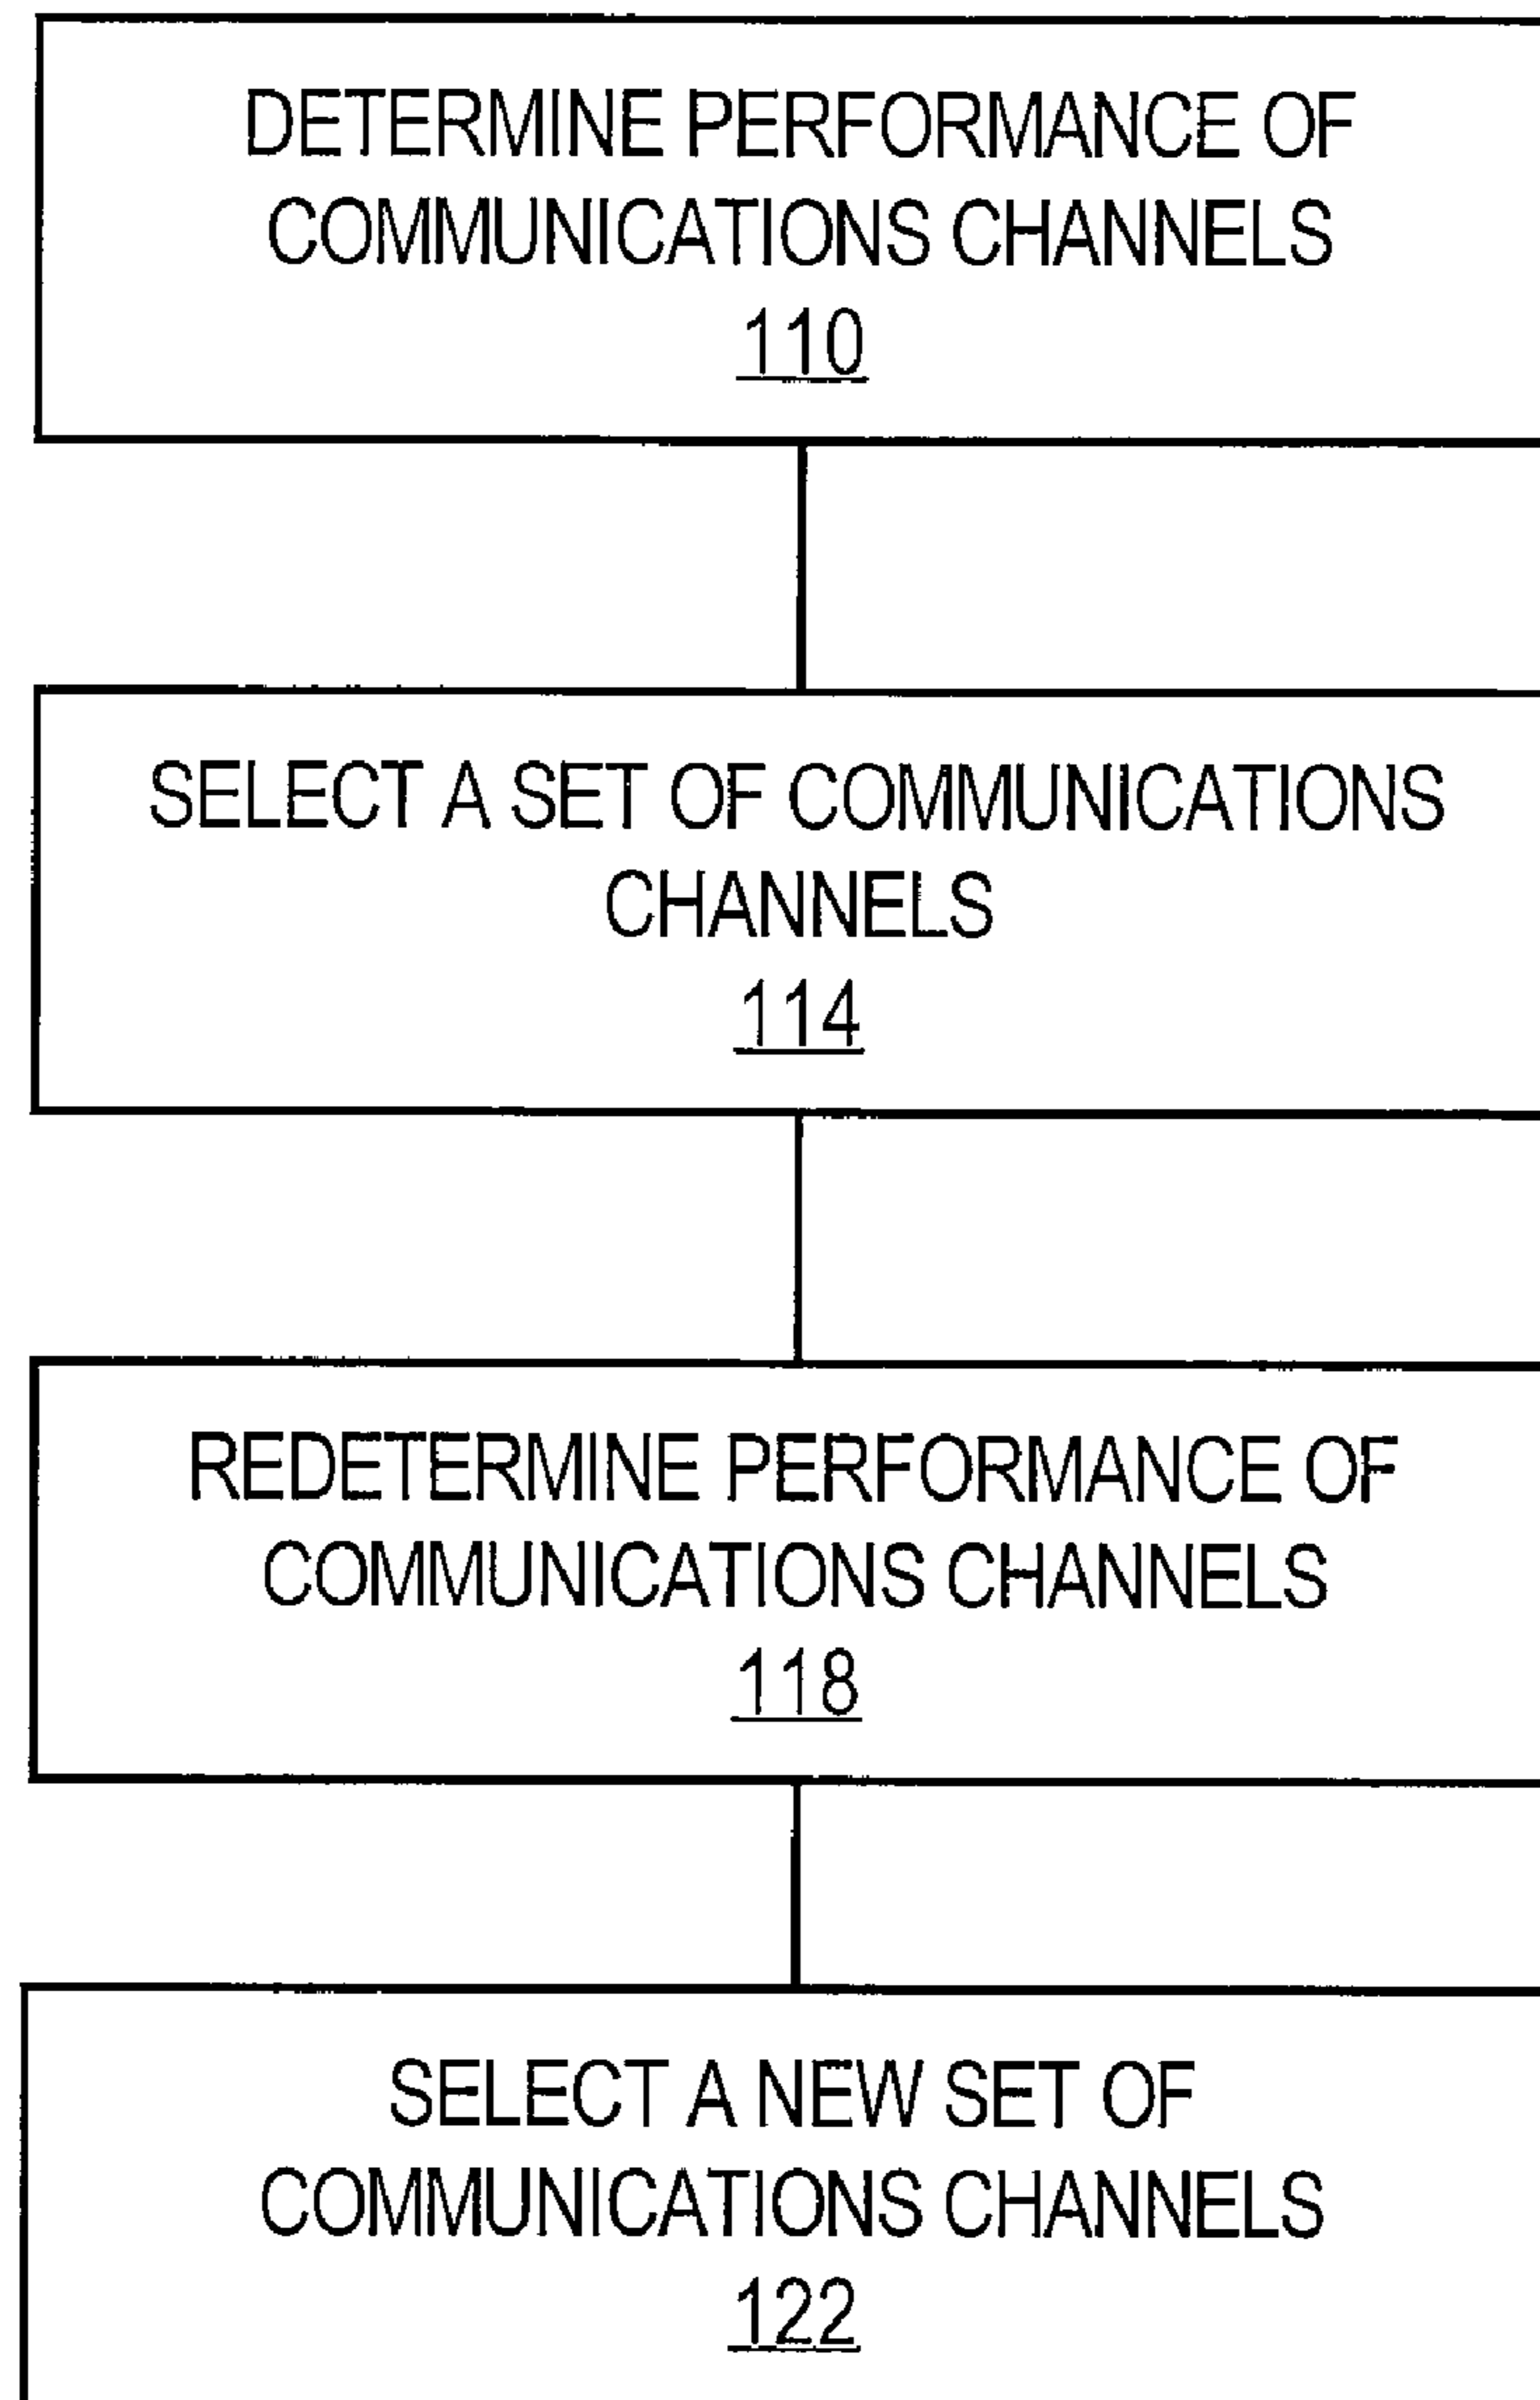 DETERMINE PERFORMANCE OF
COMMUNICATIONS CHANNELS
110
SELECT A SET OF COMMUNICATIONS
CHANNELS
114
REDETERMINE PERFORMANCE OF
COMMUNICATIONS CHANNELS
118
SELECT A NEW SET OF
COMMUNICATIONS CHANNELS
122